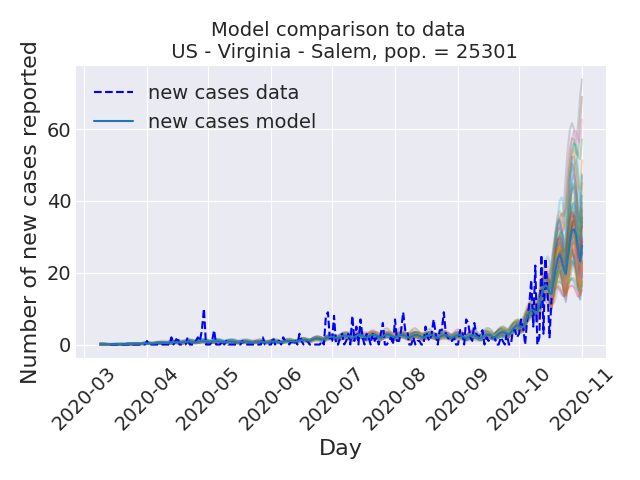 Model comparison to data
US - Virginia - Salem, pop. = 25301
Number of new cases reported
60
40
20
0
new cases data
new cases model
2020-03
2020-04
2020-05
2020-06
2020-07
2020-08
2020-09
2020-10
2020-11
Day